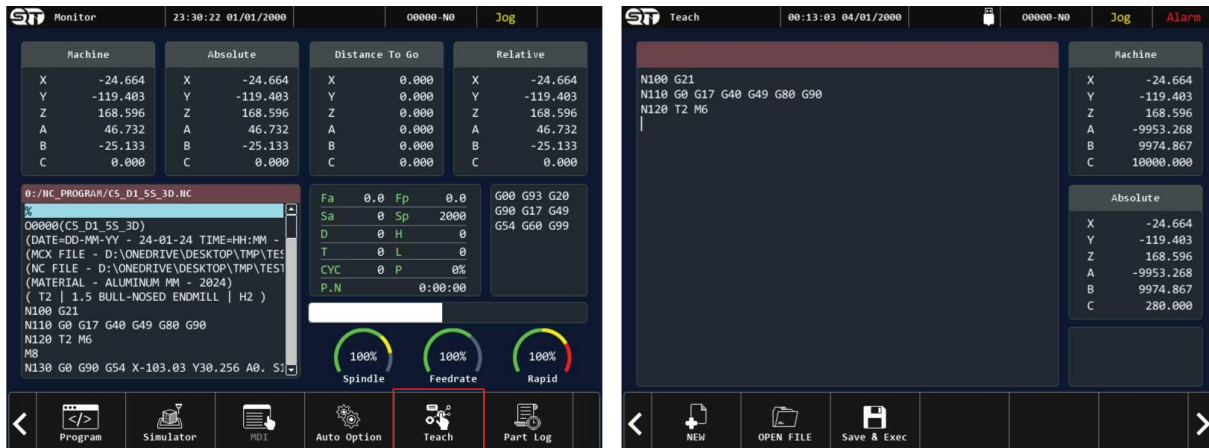 ST Monitor 23:30:22 01/01/2000 O0000-N0 Jog
Machine Absolute Distance To Go Relative
X -24.664 X -24.664 X 0.000 X -24.664
Y -119.403 Y -119.403 Y 0.000 Y -119.403
Z 168.596 Z 168.596 Z 0.000 Z 168.596
A 46.732 A 46.732 A 0.000 A 46.732
B -25.133 B -25.133 B 0.000 B -25.133
C 0.000 C 0.000 C 0.000 C 0.000
0:/NC_PROGRAM/C5_D1_5S_3D.NC
%
O0000(C5_D1_5S_3D)
(DATE=DD-MM-YY - 24-01-24 TIME=HH:MM -
(MCX FILE - D:\ONEDRIVE\DESKTOP\TMP\TES
(NC FILE - D:\ONEDRIVE\DESKTOP\TMP\TEST
(MATERIAL - ALUMINUM MM - 2024)
( T2 | 1.5 BULL-NOSED ENDMILL | H2 )
N100 G21
N110 G0 G17 G40 G49 G80 G90
N120 T2 M6
M8
N130 G0 G90 G54 X-103.03 Y30.256 A0. S1
Fa 0.0 Fp 0.0
Sa 0 Sp 2000
D 0 H 0
T 0 L 0
CYC 0 P 0%
P.N 0:00:00
G00 G93 G20
G90 G17 G49
G54 G60 G99
100% 100% 100%
Spindle Feedrate Rapid
Program Simulator MDI Auto Option Teach Part Log
ST Teach 00:13:03 04/01/2000 O0000-N0 Jog Alarm
N100 G21
N110 G0 G17 G40 G49 G80 G90
N120 T2 M6
Machine
X -24.664
Y -119.403
Z 168.596
A -9953.268
B 9974.867
C 10000.000
Absolute
X -24.664
Y -119.403
Z 168.596
A -9953.268
B 9974.867
C 280.000
NEW OPEN FILE Save & Exec